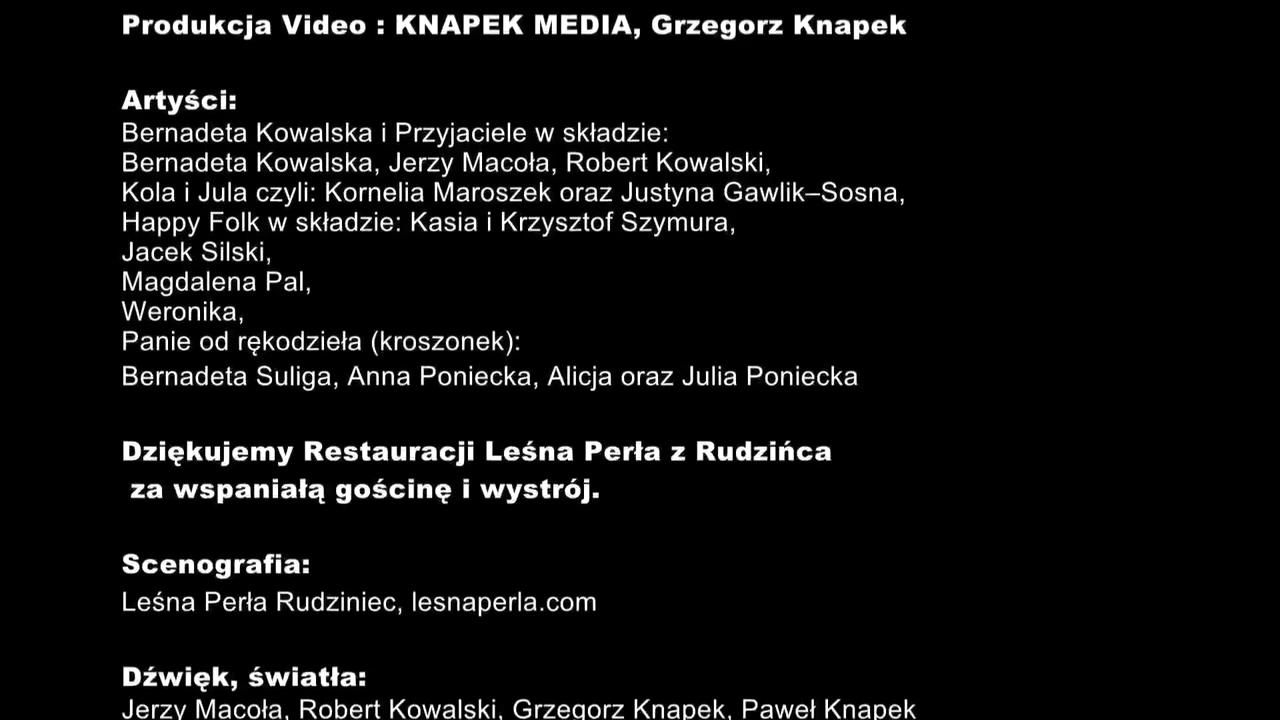 Produkcja Video : KNAPEK MEDIA, Grzegorz Knapek
Artyści:
Bernadeta Kowalska i Przyjaciele w składzie:
Bernadeta Kowalska, Jerzy Macoła, Robert Kowalski,
Kola i Jula czyli: Kornelia Maroszek oraz Justyna Gawlik–Sosna,
Happy Folk w składzie: Kasia i Krzysztof Szymura,
Jacek Silski,
Magdalena Pal,
Weronika,
Panie od rękodzieła (kroszonek):
Bernadeta Suliga, Anna Poniecka, Alicja oraz Julia Poniecka
Dziękujemy Restauracji Leśna Perła z Rudzińca
za wspaniałą gościnę i wystrój.
Scenografia:
Leśna Perła Rudziniec, lesnaperla.com
Dźwięk, światła:
Jerzy Macoła, Robert Kowalski, Grzegorz Knapek, Paweł Knapek